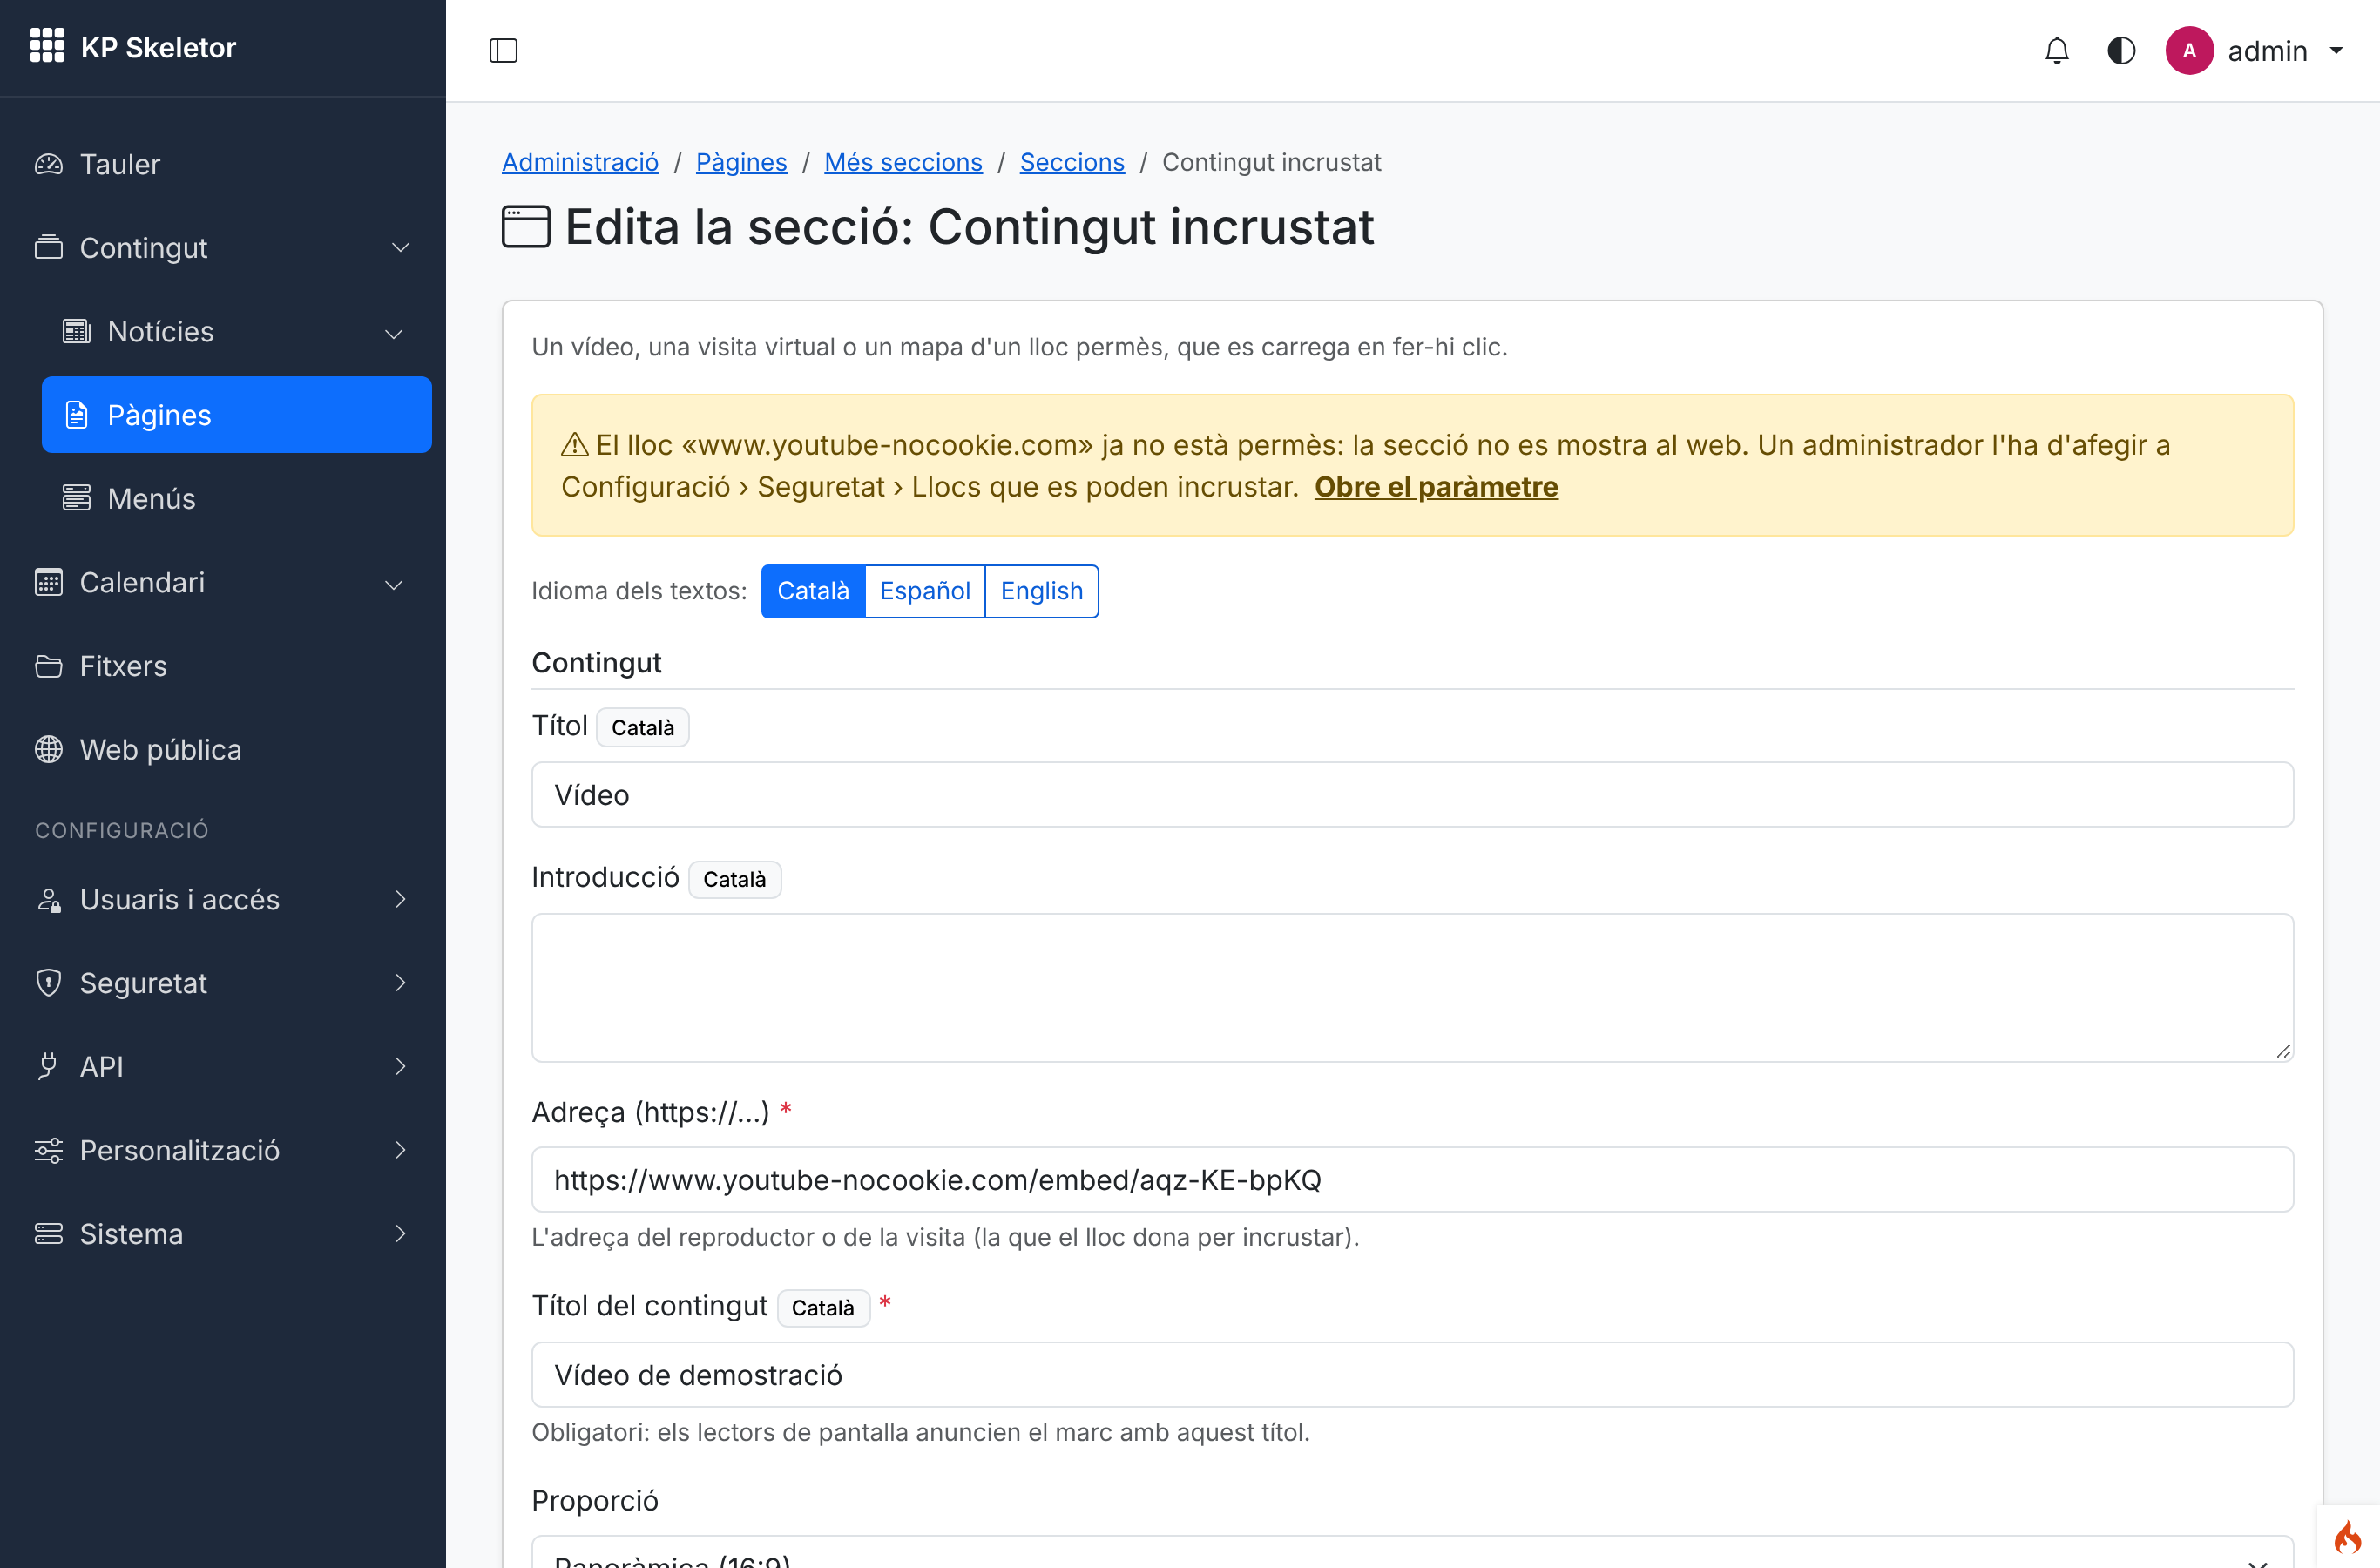 KP Skeletor
admin
A
Tauler
Contingut
Notícies
Pàgines
Menús
Calendari
Fitxers
Web pública
CONFIGURACIÓ
Usuaris i accés
Seguretat
API
Personalització
Sistema
Administració / Pàgines / Més seccions / Seccions / Contingut incrustat
Edita la secció: Contingut incrustat
Un vídeo, una visita virtual o un mapa d'un lloc permès, que es carrega en fer-hi clic.
El lloc «www.youtube-nocookie.com» ja no està permès: la secció no es mostra al web. Un administrador l'ha d'afegir a
Configuració › Seguretat › Llocs que es poden incrustar. Obre el paràmetre
Idioma dels textos: Català Español English
Contingut
Títol Català
Vídeo
Introducció Català
Adreça (https://...) *
https://www.youtube-nocookie.com/embed/aqz-KE-bpKQ
L'adreça del reproductor o de la visita (la que el lloc dona per incrustar).
Títol del contingut Català *
Vídeo de demostració
Obligatori: els lectors de pantalla anuncien el marc amb aquest títol.
Proporció
Panoràmica (16:9)